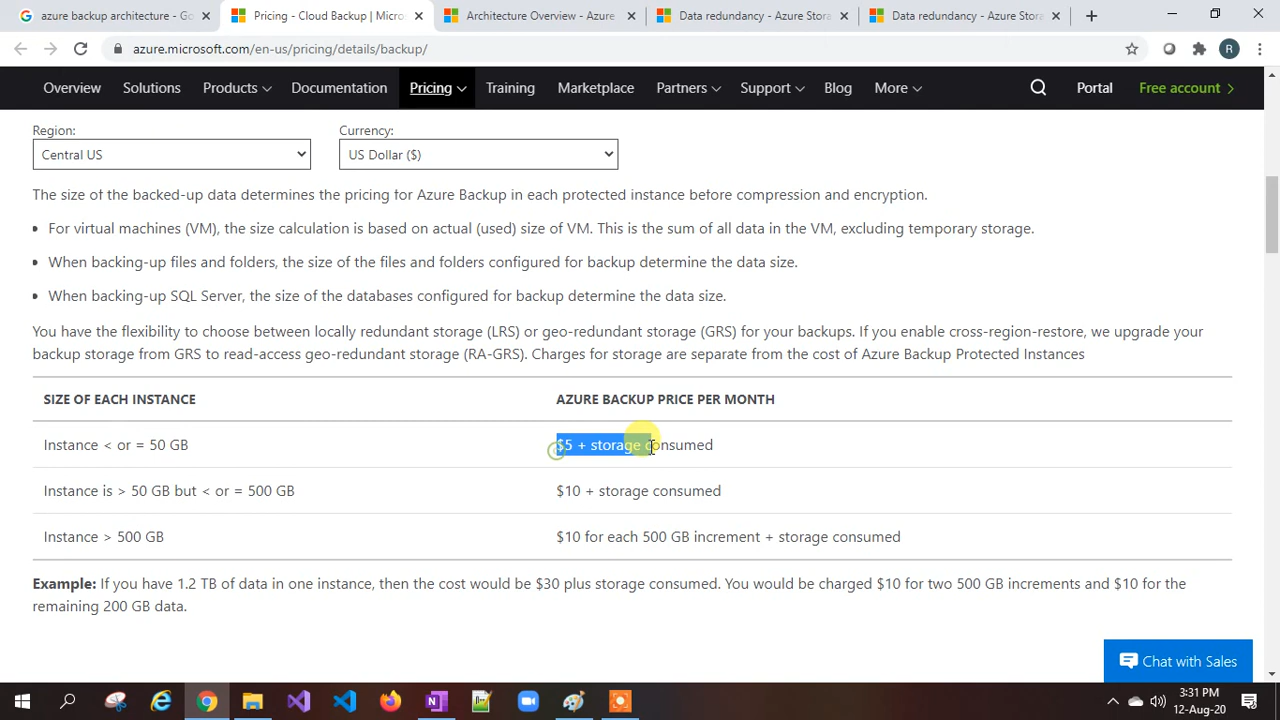 azure backup architecture - Go
Pricing - Cloud Backup | Micro
Architecture Overview - Azure
Data redundancy - Azure Stora
Data redundancy - Azure Stora
azure.microsoft.com/en-us/pricing/details/backup/
R
Overview Solutions Products Documentation Pricing Training Marketplace Partners Support Blog More Portal Free account
Region: Currency:
Central US US Dollar ($)
The size of the backed-up data determines the pricing for Azure Backup in each protected instance before compression and encryption.
For virtual machines (VM), the size calculation is based on actual (used) size of VM. This is the sum of all data in the VM, excluding temporary storage.
When backing-up files and folders, the size of the files and folders configured for backup determine the data size.
When backing-up SQL Server, the size of the databases configured for backup determine the data size.
You have the flexibility to choose between locally redundant storage (LRS) or geo-redundant storage (GRS) for your backups. If you enable cross-region-restore, we upgrade your
backup storage from GRS to read-access geo-redundant storage (RA-GRS). Charges for storage are separate from the cost of Azure Backup Protected Instances
SIZE OF EACH INSTANCE AZURE BACKUP PRICE PER MONTH
Instance < or = 50 GB $5 + storage consumed
Instance is > 50 GB but < or = 500 GB $10 + storage consumed
Instance > 500 GB $10 for each 500 GB increment + storage consumed
Example: If you have 1.2 TB of data in one instance, then the cost would be $30 plus storage consumed. You would be charged $10 for two 500 GB increments and $10 for the
remaining 200 GB data.
Chat with Sales
3:31 PM
12-Aug-20